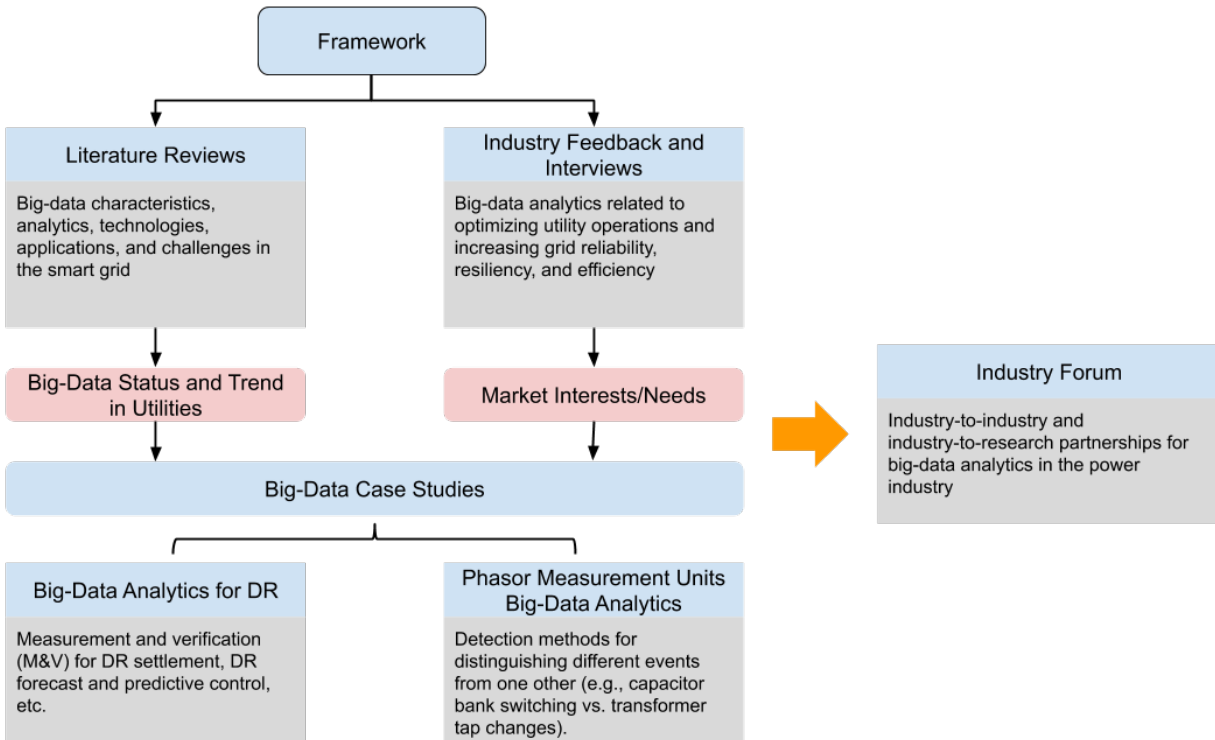 Framework
Literature Reviews
Big-data characteristics,
analytics, technologies,
applications, and challenges in
the smart grid
Industry Feedback and
Interviews
Big-data analytics related to
optimizing utility operations and
increasing grid reliability,
resiliency, and efficiency
Big-Data Status and Trend
in Utilities
Market Interests/Needs
Big-Data Case Studies
Big-Data Analytics for DR
Measurement and verification
(M&V) for DR settlement, DR
forecast and predictive control,
etc.
Phasor Measurement Units
Big-Data Analytics
Detection methods for
distinguishing different events
from one other (e.g., capacitor
bank switching vs. transformer
tap changes).
Industry Forum
Industry-to-industry and
industry-to-research partnerships for
big-data analytics in the power
industry